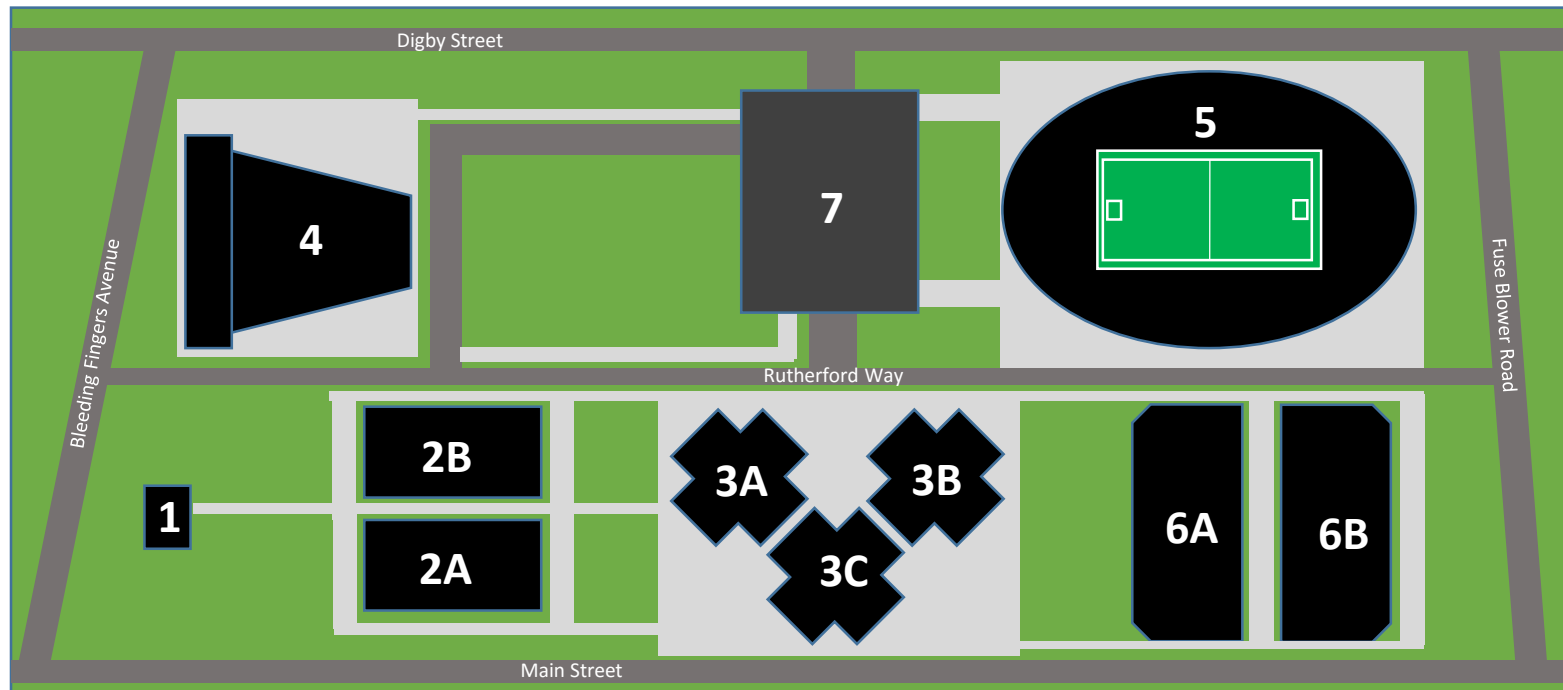 Digby Street
5
7
4
Bleeding Fingers Avenue
Fuse Blower Road
Rutherford Way
2B
3A
3B
1
6A
6B
2A
3C
Main Street